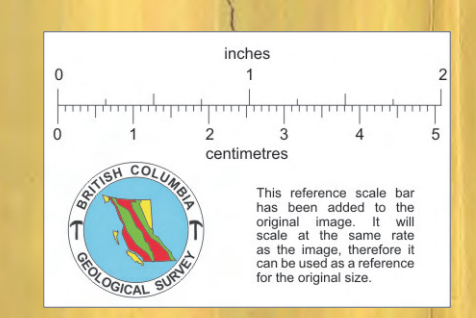 inches
0 1 2
0 1 2 3 4 5
centimetres
BRITISH COLUMBIA
GEOLOGICAL SURVEY
This reference scale bar
has been added to the
original image. It will
scale at the same rate
as the image, therefore it
can be used as a reference
for the original size.